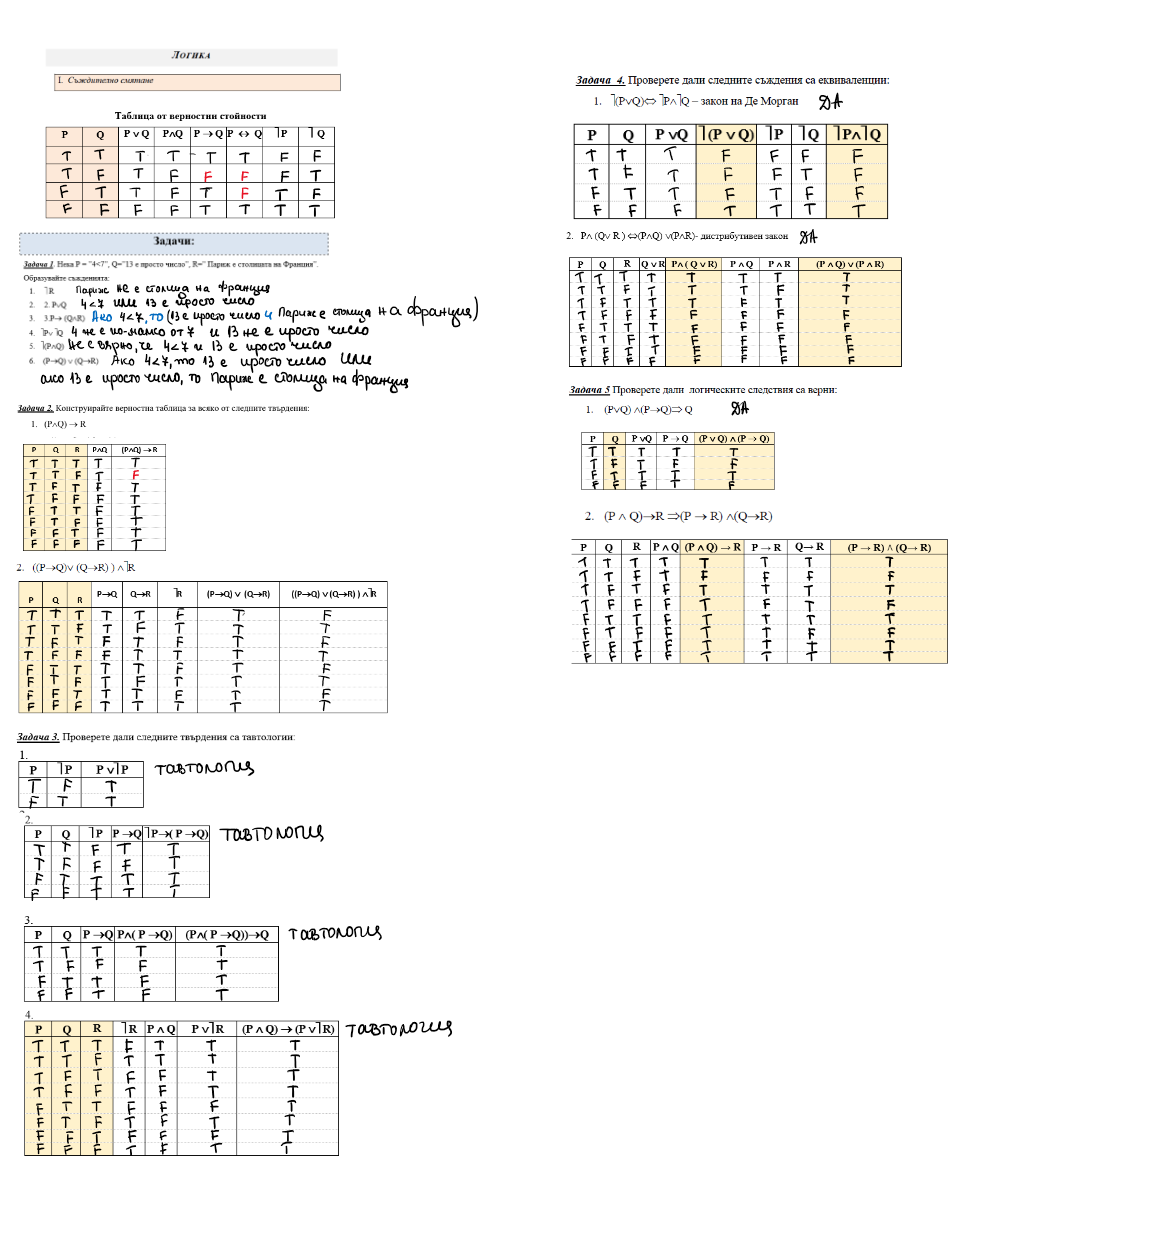 Логика
I. Съждително смятане
Таблица от верностни стойности
P Q P ∨ Q P∧Q P → Q P ↔ Q ⎤P ⎤Q
T T T T T T F F
T F T F F F F T
F T T F T F T F
F F F F T T T T
Задачи:
Задача 1. Нека P = "4<7", Q="13 е просто число", R=" Париж е столицата на Франция".
Образувайте съжденията:
1. ⎤R Париж не е столица на франция
2. 2. P∨Q 4<7 или 13 е просто число
3. 3.P→ (Q∧R) Ако 4<7, то (13 е просто число и Париж е столица на франция)
4. ⎤P∨⎤Q 4 не е по-малко от 7 и 13 не е просто число
5. ⎤(P∧Q) Не е вярно, че 4<7 и 13 е просто число
6. (P→Q) ∨ (Q→R) Ако 4<7, то 13 е просто число или
ако 13 е просто число, то Париж е столица на франция
Задача 2. Конструирайте верностна таблица за всяко от следните твърдения:
1. (P∧Q) → R
P Q R P∧Q (P∧Q) → R
T T T T T
T T F T F
T F T F T
T F F F T
F T T F T
F T F F T
F F T F T
F F F F T
2. ((P→Q)∨ (Q→R) ) ∧⎤R
P Q R P→Q Q→R ⎤R (P→Q) ∨ (Q→R) ((P→Q) ∨(Q→R) ) ∧⎤R
T T T T T F T F
T T F T F T T T
T F T F T F T F
T F F F T T T T
F T T T T F T F
F T F T F T T T
F F T T T F T F
F F F T T T T T
Задача 3. Проверете дали следните твърдения са тавтологии:
1.
P ⎤P P ∨⎤P тавтология
T F T
F T T
2.
P Q ⎤P P →Q ⎤P→( P →Q) тавтология
T T F T T
T F F F T
F T T T T
F F T T T
3.
P Q P →Q P∧( P →Q) (P∧( P →Q))→Q тавтология
T T T T T
T F F F T
F T T F T
F F T F T
4.
P Q R ⎤R P ∧ Q P ∨⎤R (P ∧ Q) → (P ∨⎤R) тавтология
T T T F T T T
T T F T T T T
T F T F F T T
T F F T F T T
F T T F F F T
F T F T F T T
F F T F F F T
F F F T F T T
Задача 4. Проверете дали следните съждения са еквиваленции:
1. ⎤(P∨Q)⇔ ⎤P∧⎤Q – закон на Де Морган ДА
P Q P ∨Q ⎤(P ∨ Q) ⎤P ⎤Q ⎤P∧⎤Q
T T T F F F F
T F T F F T F
F T T F T F F
F F F T T T T
2. P∧ (Q∨ R ) ⇔(P∧Q) ∨(P∧R)- дистрибутивен закон ДА
P Q R Q ∨ R P∧ ( Q ∨ R) P ∧ Q P ∧ R (P ∧ Q) ∨ (P ∧ R)
T T T T T T T T
T T F T T T F T
T F T T T F T T
T F F F F F F F
F T T T F F F F
F T F T F F F F
F F T T F F F F
F F F F F F F F
Задача 5 Проверете дали логическите следствия са верни:
1. (P∨Q) ∧(P→Q)⇒ Q ДА
P Q P ∨Q P → Q (P ∨ Q) ∧ (P → Q)
T T T T T
T F T F F
F T T T T
F F F T F
2. (P ∧ Q)→R ⇒(P → R) ∧(Q→R)
P Q R P ∧ Q (P ∧ Q) → R P → R Q→ R (P → R) ∧ (Q→ R)
T T T T T T T T
T T F T F F F F
T F T F T T T T
T F F F T F T F
F T T F T T T T
F T F F T T F F
F F T F T T T T
F F F F T T T T